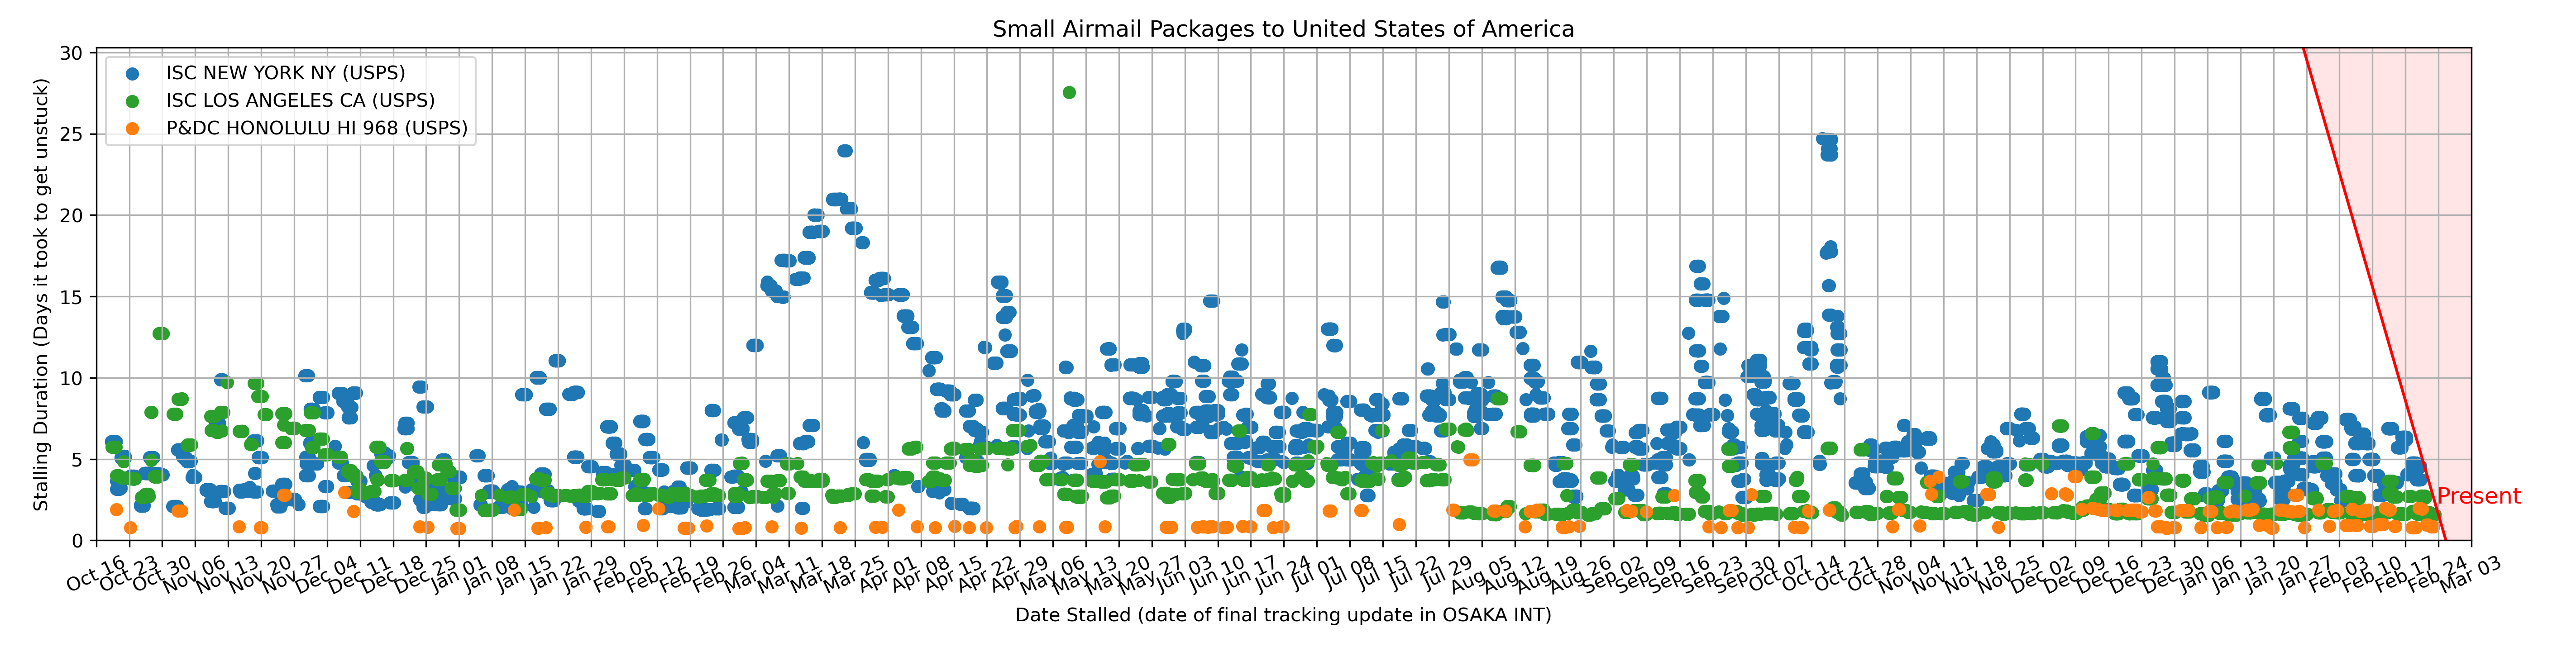 Small Airmail Packages to United States of America
ISC NEW YORK NY (USPS)
ISC LOS ANGELES CA (USPS)
P&DC HONOLULU HI 968 (USPS)
Stalling Duration (Days it took to get unstuck)
30
25
20
15
10
5
0
Present
Oct 16
Oct 23
Oct 30
Nov 06
Nov 13
Nov 20
Nov 27
Dec 04
Dec 11
Dec 18
Dec 25
Jan 01
Jan 08
Jan 15
Jan 22
Jan 29
Feb 05
Feb 12
Feb 19
Feb 26
Mar 04
Mar 11
Mar 18
Mar 25
Apr 01
Apr 08
Apr 15
Apr 22
Apr 29
May 06
May 13
May 20
May 27
Jun 03
Jun 10
Jun 17
Jun 24
Jul 01
Jul 08
Jul 15
Jul 22
Jul 29
Aug 05
Aug 12
Aug 19
Aug 26
Sep 02
Sep 09
Sep 16
Sep 23
Sep 30
Oct 07
Oct 14
Oct 21
Oct 28
Nov 04
Nov 11
Nov 18
Nov 25
Dec 02
Dec 09
Dec 16
Dec 23
Dec 30
Jan 06
Jan 13
Jan 20
Jan 27
Feb 03
Feb 10
Feb 17
Feb 24
Mar 03
Date Stalled (date of final tracking update in OSAKA INT)